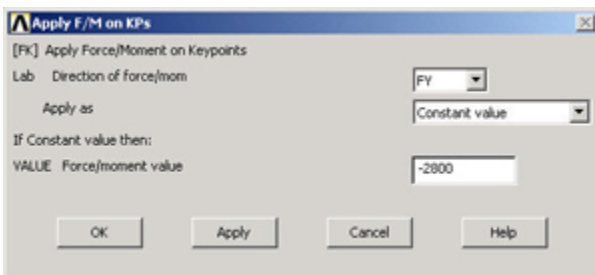 Apply F/M on KPs
[FK] Apply Force/Moment on Keypoints
Lab Direction of force/mom FY
Apply as Constant value
If Constant value then:
VALUE Force/moment value -2800
OK Apply Cancel Help